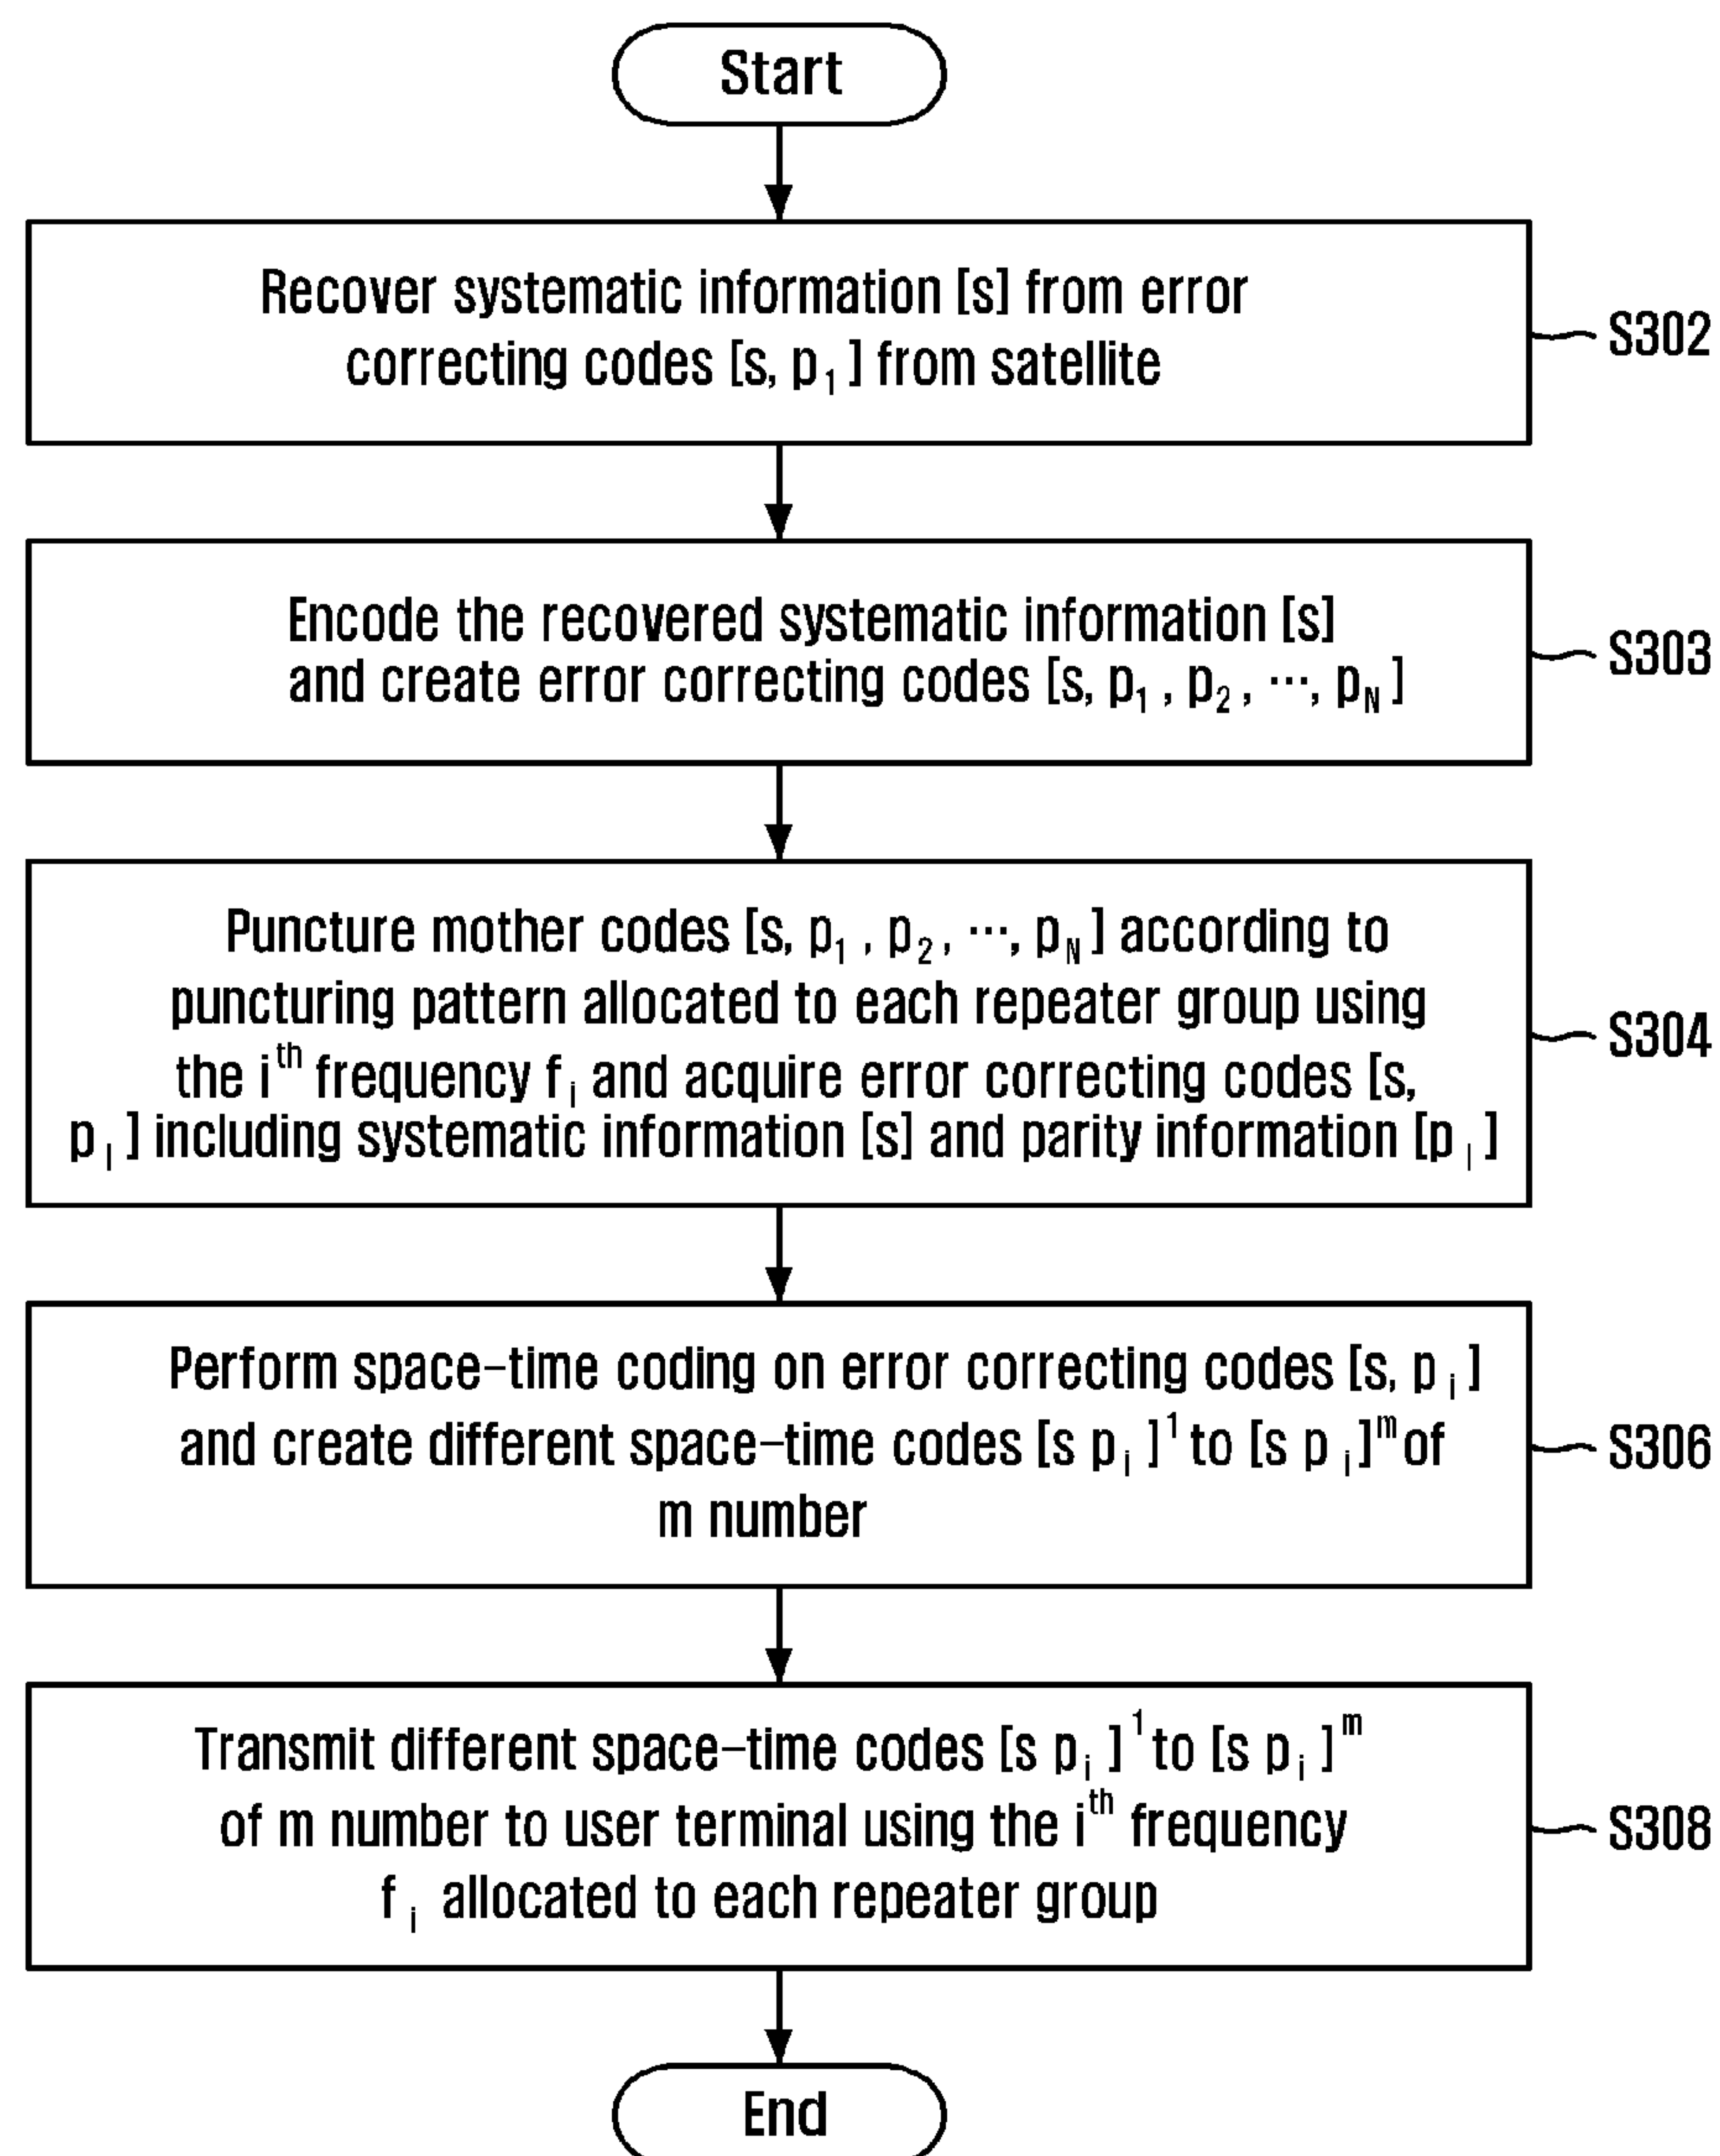 Start
Recover systematic information [s] from error
correcting codes [s, p₁] from satellite
S302
Encode the recovered systematic information [s]
and create error correcting codes [s, p₁, p₂, ⋯, p_N]
S303
Puncture mother codes [s, p₁, p₂, ⋯, p_N] according to
puncturing pattern allocated to each repeater group using
the iᵗʰ frequency fᵢ and acquire error correcting codes [s,
pᵢ] including systematic information [s] and parity information [pᵢ]
S304
Perform space-time coding on error correcting codes [s, pᵢ]
and create different space-time codes [s pᵢ]¹ to [s pᵢ]ᵐ of
m number
S306
Transmit different space-time codes [s pᵢ]¹ to [s pᵢ]ᵐ
of m number to user terminal using the iᵗʰ frequency
fᵢ allocated to each repeater group
S308
End